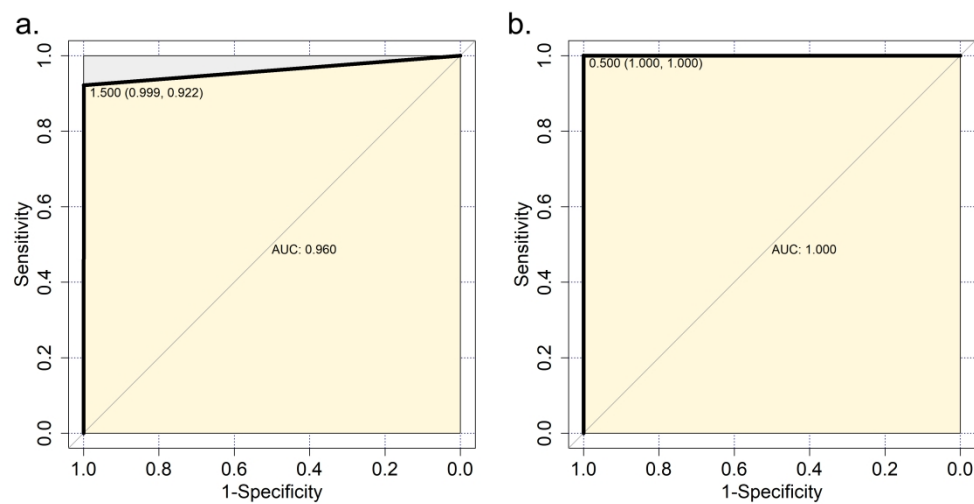 a.
1.0
0.8
0.6
0.4
0.2
0.0
Sensitivity
1.500 (0.999, 0.922)
AUC: 0.960
1.0 0.8 0.6 0.4 0.2 0.0
1-Specificity
b.
1.0
0.8
0.6
0.4
0.2
0.0
Sensitivity
0.500 (1.000, 1.000)
AUC: 1.000
1.0 0.8 0.6 0.4 0.2 0.0
1-Specificity